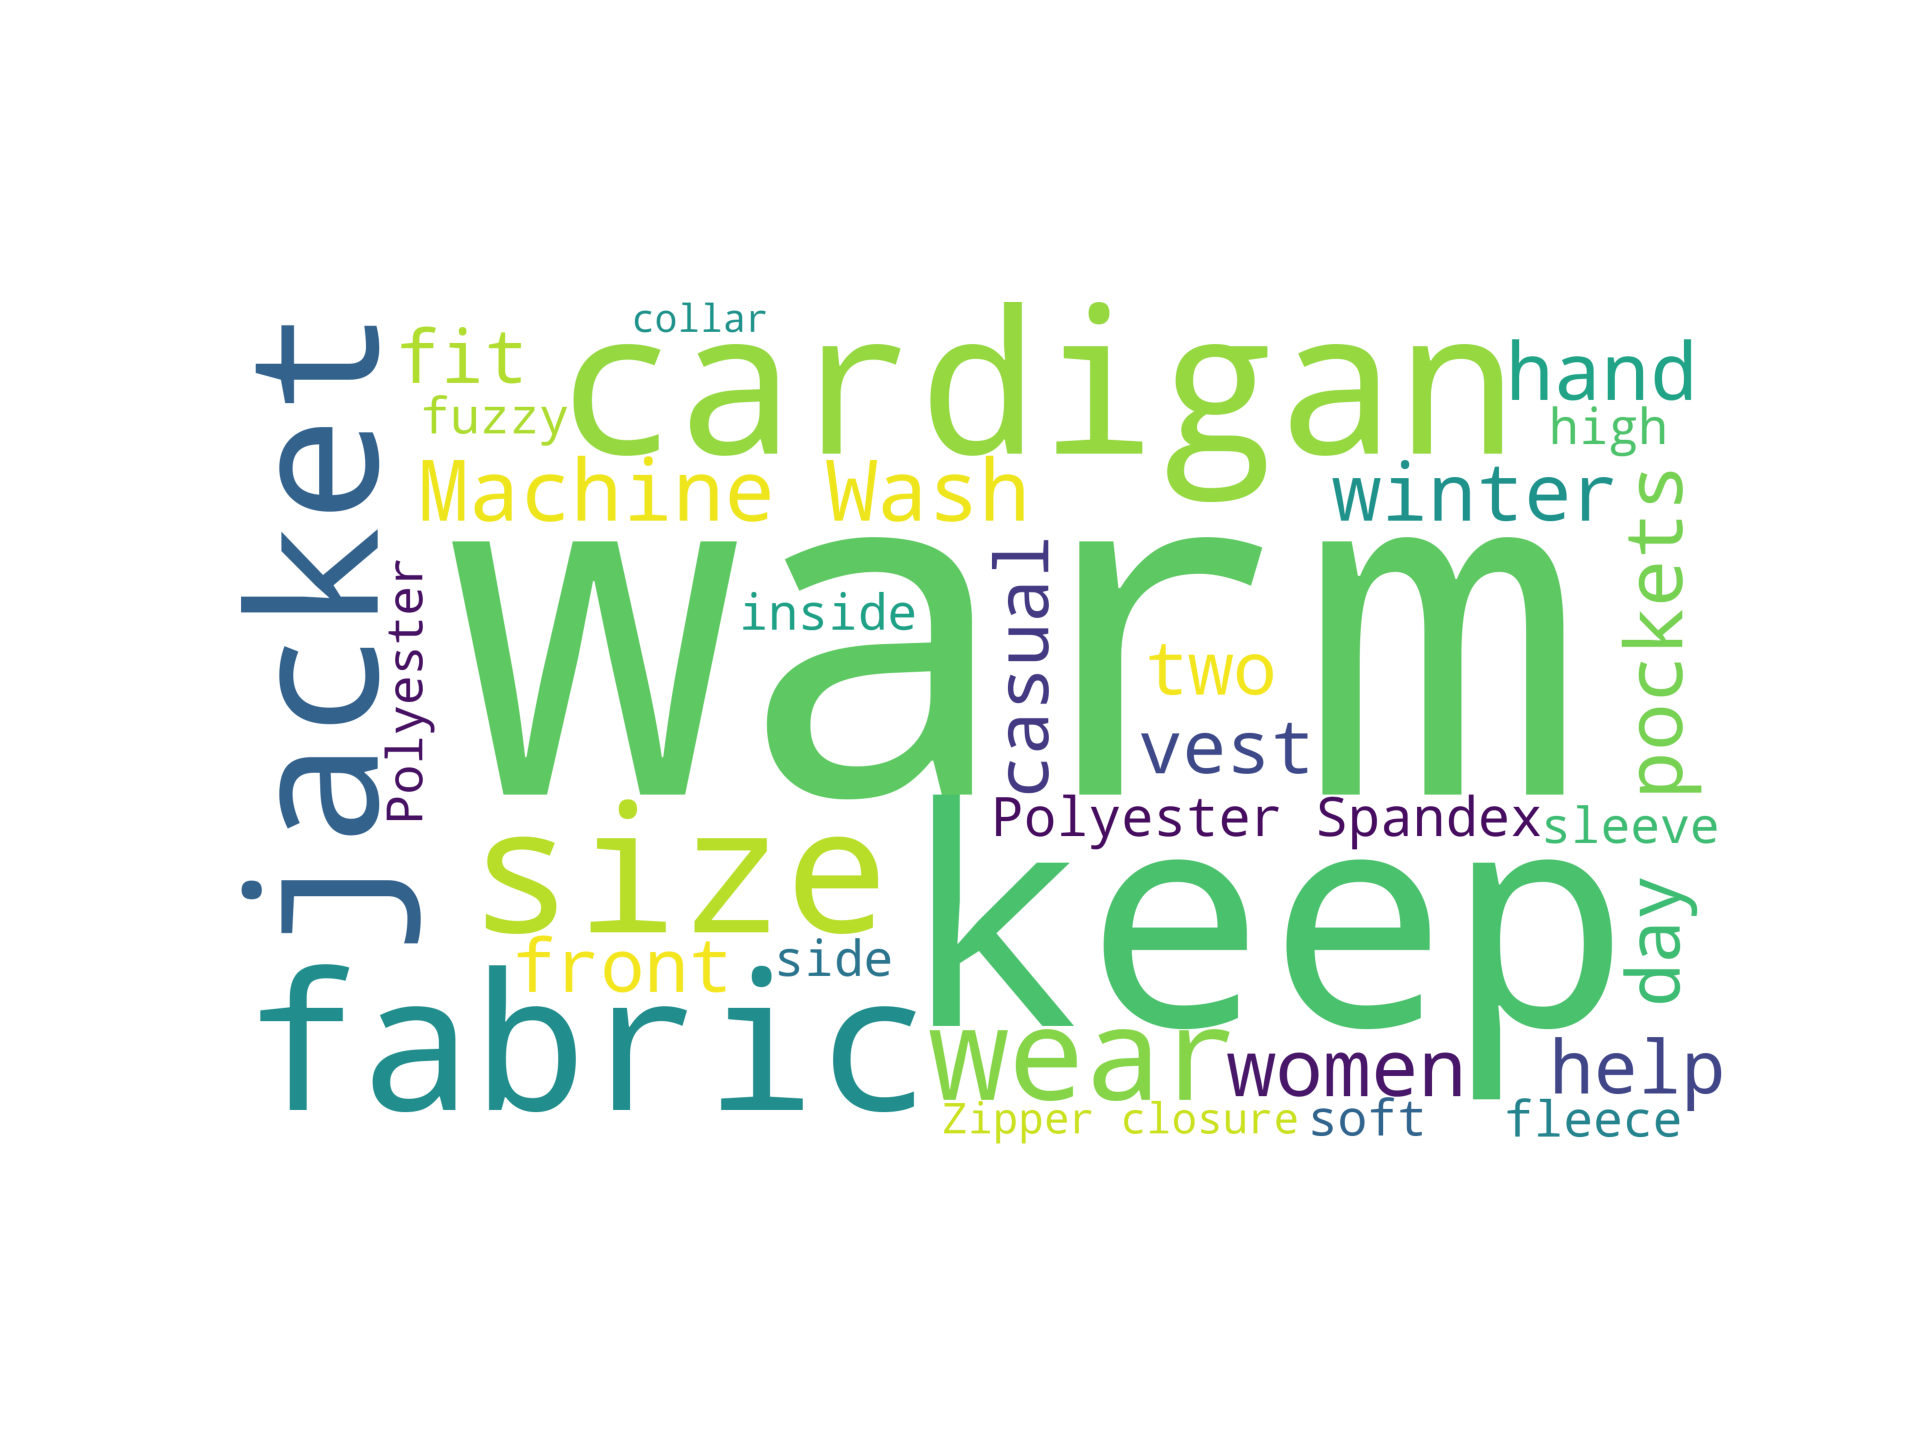 collar
cardigan
fit
hand
fuzzy
high
Machine Wash
winter
jacket
pockets
warm
casual
Polyester
inside
two
vest
Polyester Spandex
sleeve
size
keep
day
front
side
fabric
wear
women
help
Zipper closure
soft
fleece